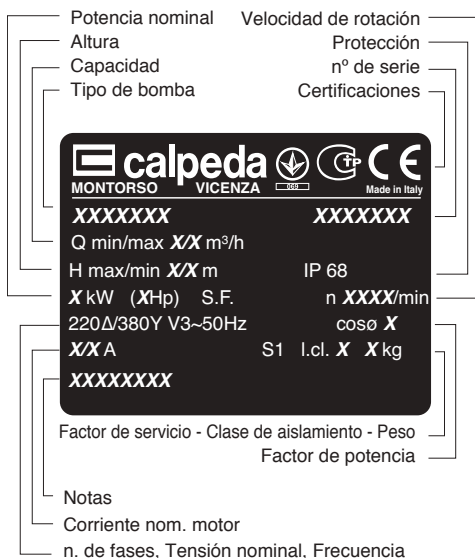 Potencia nominal Velocidad de rotación
Altura Protección
Capacidad nº de serie
Tipo de bomba Certificaciones
calpeda
MONTORSO VICENZA 069 Made in Italy
XXXXXXX XXXXXXX
Q min/max X/X m³/h
H max/min X/X m IP 68
X kW (XHp) S.F. n XXXX/min
220Δ/380Y V3~50Hz cosø X
X/X A S1 I.cl. X X kg
XXXXXXXX
Factor de servicio - Clase de aislamiento - Peso
Factor de potencia
Notas
Corriente nom. motor
n. de fases, Tensión nominal, Frecuencia